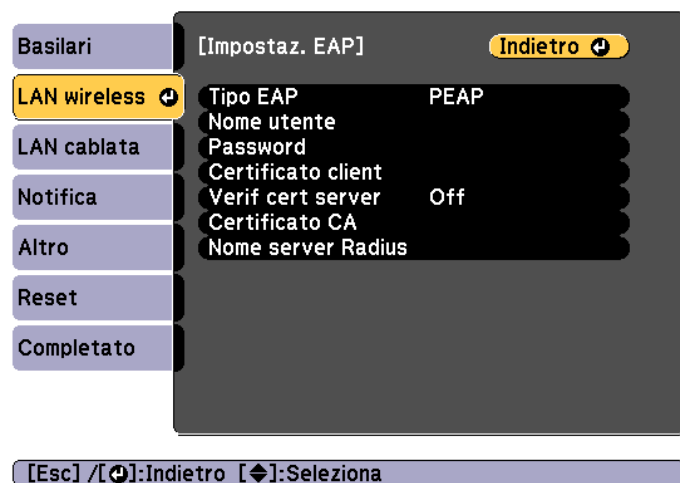 Basilari
[Impostaz. EAP]
Indietro
LAN wireless
Tipo EAP PEAP
Nome utente
LAN cablata
Password
Certificato client
Notifica
Verif cert server Off
Certificato CA
Altro
Nome server Radius
Reset
Completato
[Esc] /[⏎]:Indietro [◆]:Seleziona